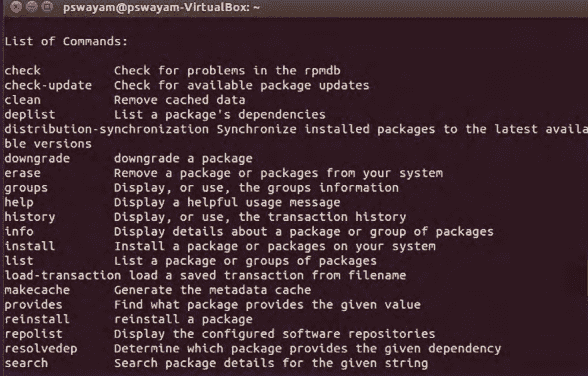 pswayam@pswayam-VirtualBox: ~
List of Commands:
check Check for problems in the rpmdb
check-update Check for available package updates
clean Remove cached data
deplist List a package's dependencies
distribution-synchronization Synchronize installed packages to the latest availa
ble versions
downgrade downgrade a package
erase Remove a package or packages from your system
groups Display, or use, the groups information
help Display a helpful usage message
history Display, or use, the transaction history
info Display details about a package or group of packages
install Install a package or packages on your system
list List a package or groups of packages
load-transaction load a saved transaction from filename
makecache Generate the metadata cache
provides Find what package provides the given value
reinstall reinstall a package
repolist Display the configured software repositories
resolvedep Determine which package provides the given dependency
search Search package details for the given string